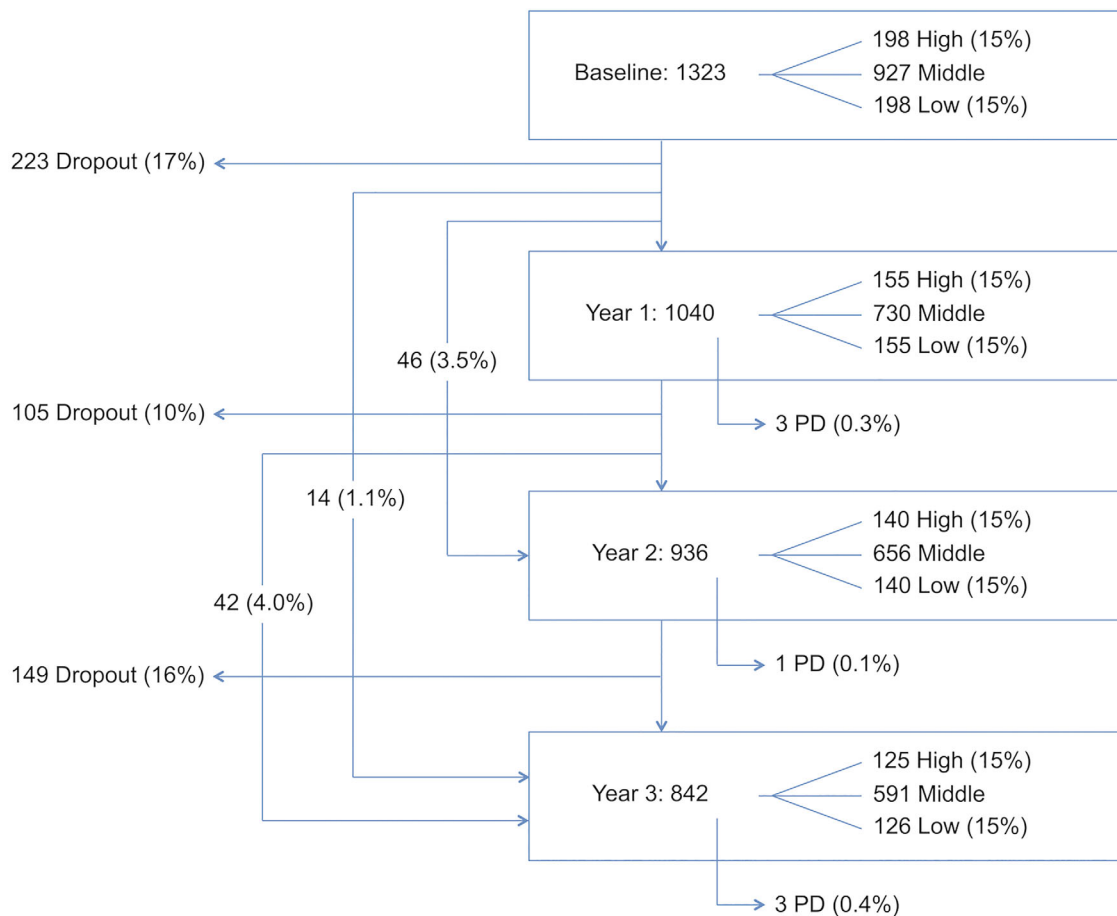 198 High (15%)
Baseline: 1323
927 Middle
198 Low (15%)
223 Dropout (17%)
155 High (15%)
Year 1: 1040
730 Middle
155 Low (15%)
46 (3.5%)
105 Dropout (10%)
3 PD (0.3%)
14 (1.1%)
140 High (15%)
Year 2: 936
656 Middle
140 Low (15%)
42 (4.0%)
1 PD (0.1%)
149 Dropout (16%)
125 High (15%)
Year 3: 842
591 Middle
126 Low (15%)
3 PD (0.4%)